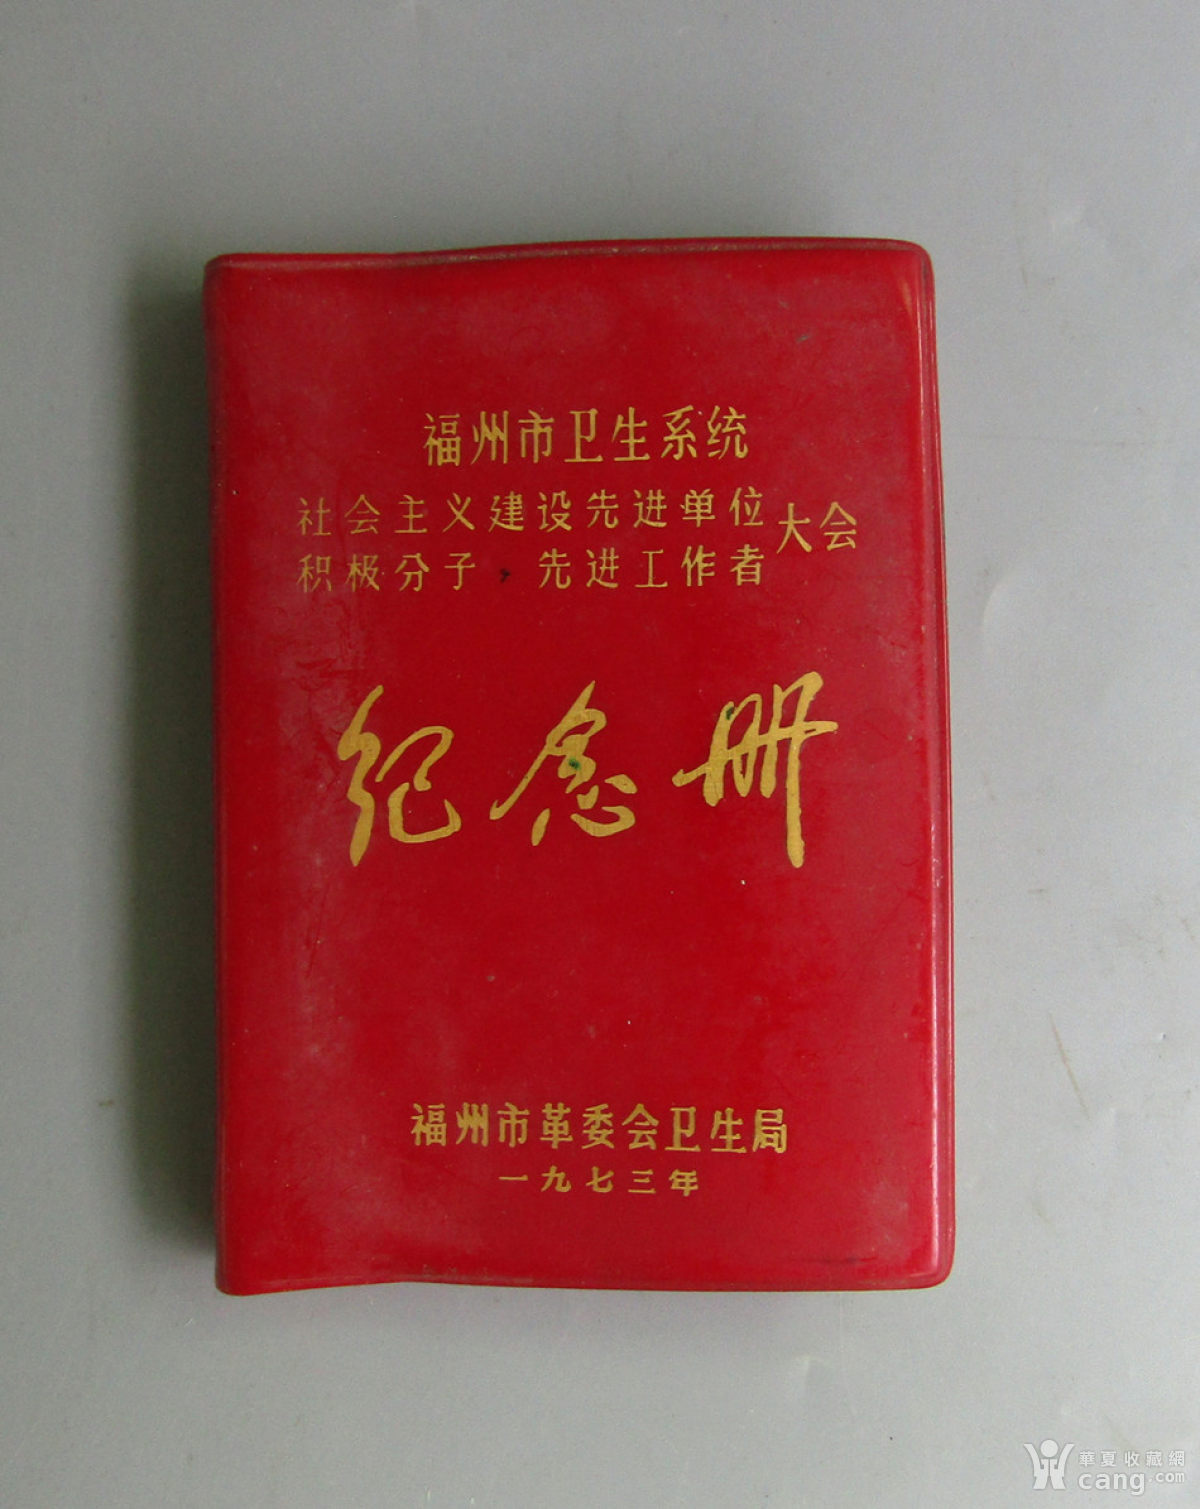 福州市卫生系统
社会主义建设先进单位
积极分子,先进工作者
大会
纪念册
福州市革委会卫生局
一九七三年
華夏收藏網
cang.com